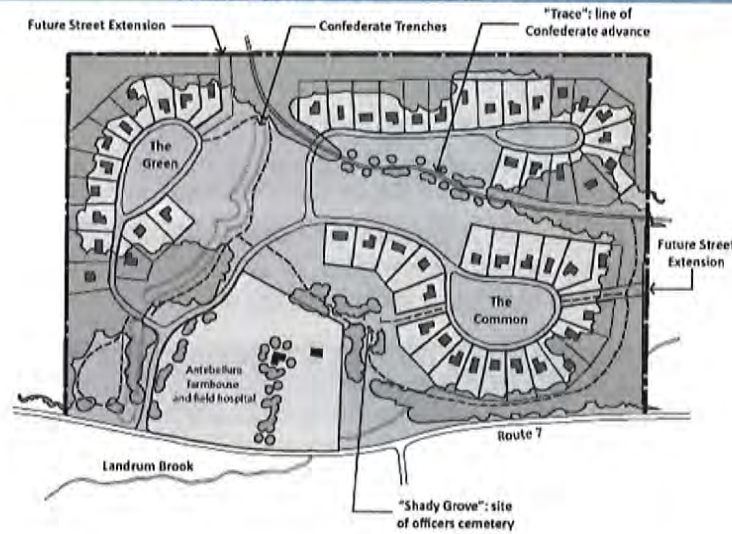 "Trace": line of
Confederate advance
Future Street Extension
Confederate Trenches
The
Green
Future Street
Extension
The
Common
Antebellum
farmhouse
and field hospital
Route 7
Landrum Brook
"Shady Grove": site
of officers cemetery